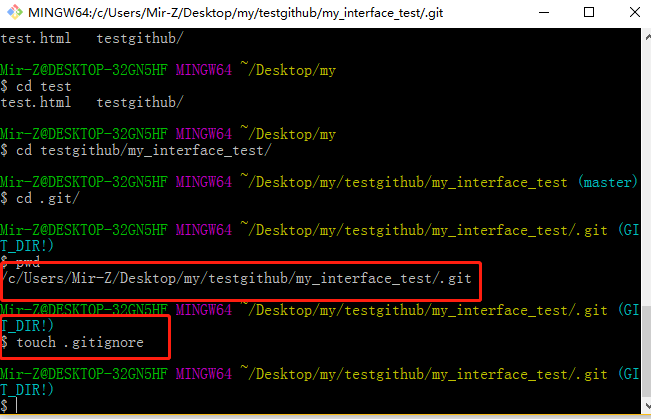 MINGW64:/c/Users/Mir-Z/Desktop/my/testgithub/my_interface_test/.git
test.html   testgithub/
Mir-Z@DESKTOP-32GN5HF MINGW64 ~/Desktop/my
$ cd test
test.html   testgithub/
Mir-Z@DESKTOP-32GN5HF MINGW64 ~/Desktop/my
$ cd testgithub/my_interface_test/
Mir-Z@DESKTOP-32GN5HF MINGW64 ~/Desktop/my/testgithub/my_interface_test (master)
$ cd .git/
Mir-Z@DESKTOP-32GN5HF MINGW64 ~/Desktop/my/testgithub/my_interface_test/.git (GI
T_DIR!)
$ pwd
/c/Users/Mir-Z/Desktop/my/testgithub/my_interface_test/.git
Mir-Z@DESKTOP-32GN5HF MINGW64 ~/Desktop/my/testgithub/my_interface_test/.git (GI
T_DIR!)
$ touch .gitignore
Mir-Z@DESKTOP-32GN5HF MINGW64 ~/Desktop/my/testgithub/my_interface_test/.git (GI
T_DIR!)
$